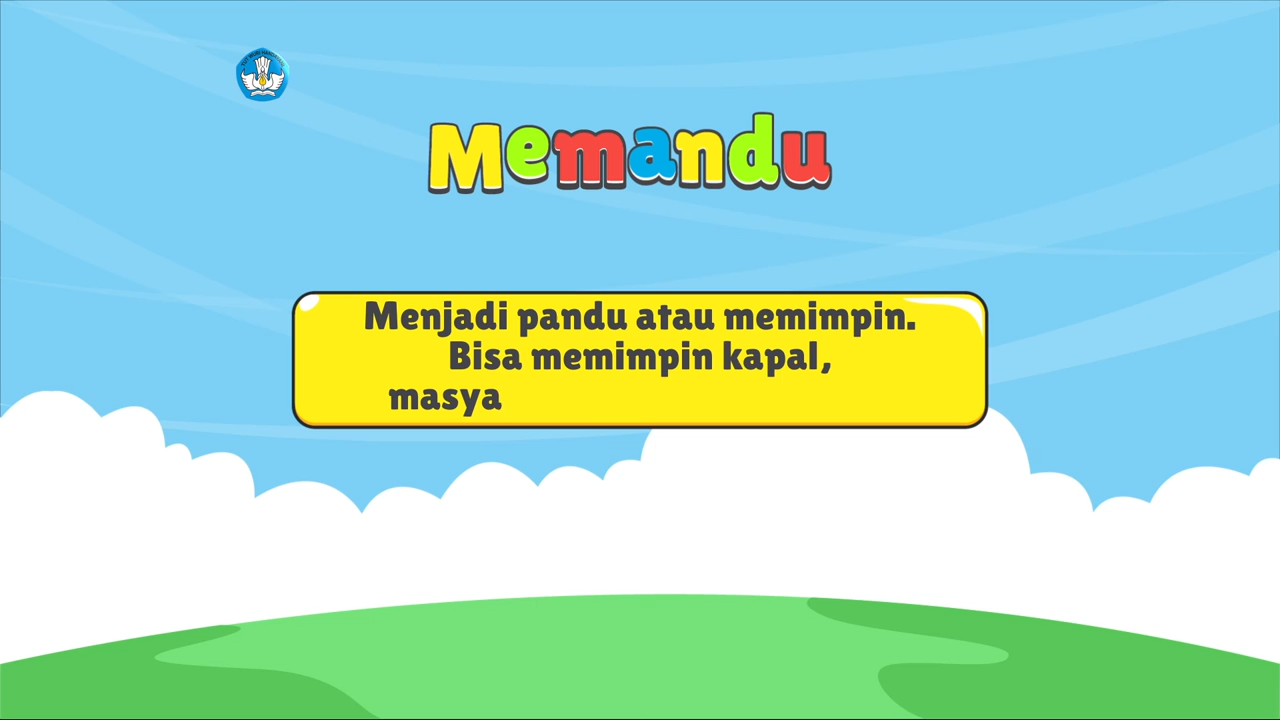 Memandu
Menjadi pandu atau memimpin.
Bisa memimpin kapal,
masya